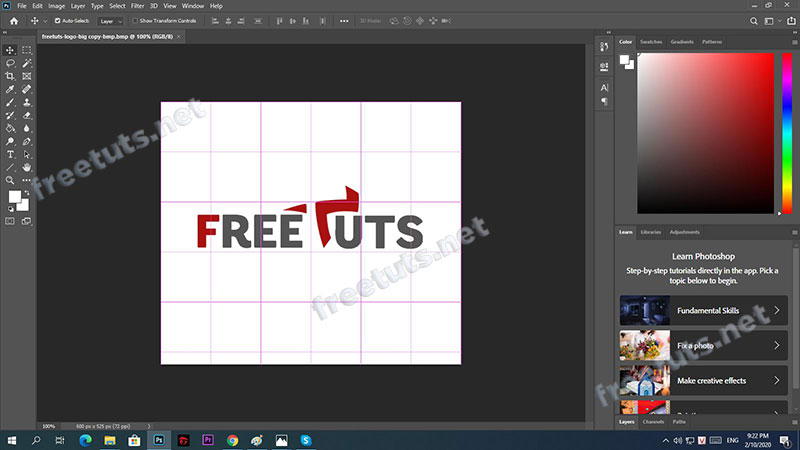 File Edit Image Layer Type Select Filter 3D View Window Help
Auto-Select: Layer Show Transform Controls 3D Mode:
freetuts-logo-big copy-bmp.bmp @ 100% (RGB/8)
Color Swatches Gradients Patterns
freetuts.net
FREETUTS
freetuts.net
Learn Libraries Adjustments
Learn Photoshop
Step-by-step tutorials directly in the app. Pick a
topic below to begin.
Fundamental Skills
Fix a photo
freetuts.net
Make creative effects
Layers Channels Paths
100% 600 px x 525 px (72 ppi)
ENG
9:22 PM
2/10/2020